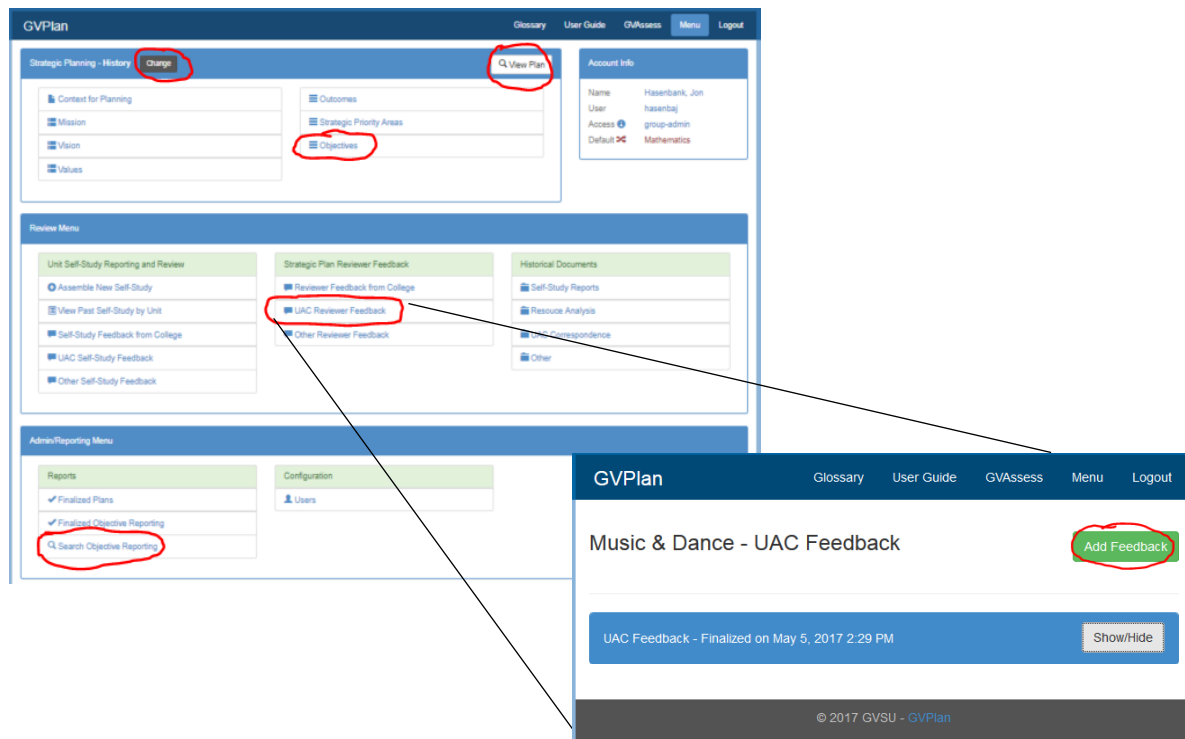 GVPlan Glossary User Guide GVAssess Menu Logout
Strategic Planning - History Change View Plan
Context for Planning
Mission
Vision
Values
Outcomes
Strategic Priority Areas
Objectives
Account Info
Name Hasenbank, Jon
User hasenbaj
Access group-admin
Default Mathematics
Review Menu
Unit Self-Study Reporting and Review
Assemble New Self-Study
View Past Self-Study by Unit
Self-Study Feedback from College
UAC Self-Study Feedback
Other Self-Study Feedback
Strategic Plan Reviewer Feedback
Reviewer Feedback from College
UAC Reviewer Feedback
Other Reviewer Feedback
Historical Documents
Self-Study Reports
Resouce Analysis
UAC Correspondence
Other
Admin/Reporting Menu
Reports
Finalized Plans
Finalized Objective Reporting
Search Objective Reporting
Configuration
Users
GVPlan Glossary User Guide GVAssess Menu Logout
Music & Dance - UAC Feedback Add Feedback
UAC Feedback - Finalized on May 5, 2017 2:29 PM Show/Hide
© 2017 GVSU - GVPlan